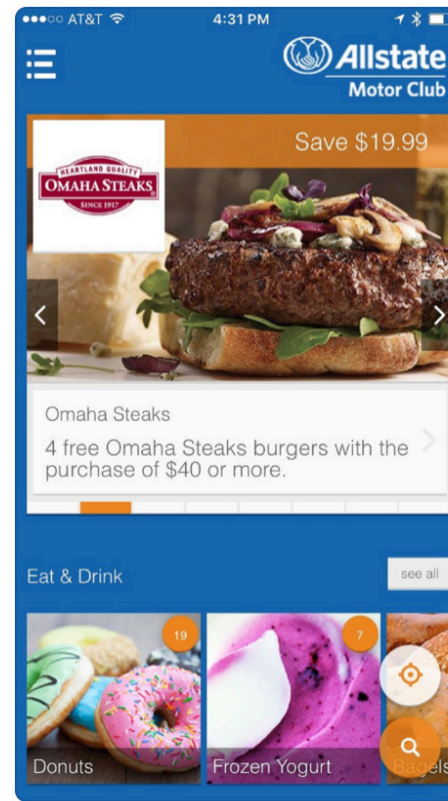 AT&T 4:31 PM
Allstate
Motor Club
Save $19.99
HEARTLAND QUALITY
OMAHA STEAKS
SINCE 1917
Omaha Steaks
4 free Omaha Steaks burgers with the
purchase of $40 or more.
Eat & Drink see all
19 7
Donuts Frozen Yogurt Bagels